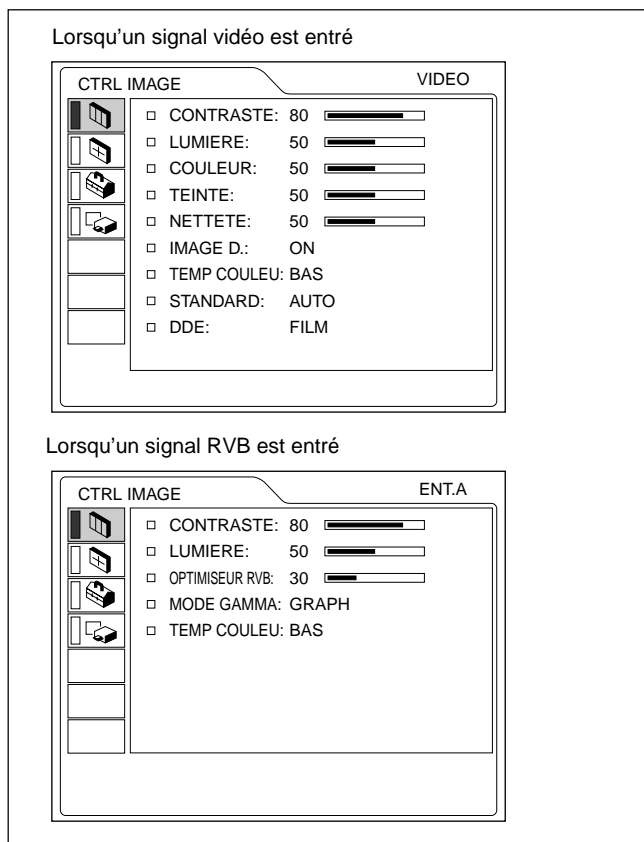 Lorsqu'un signal vidéo est entré
CTRL IMAGE VIDEO
CONTRASTE: 80
LUMIERE: 50
COULEUR: 50
TEINTE: 50
NETTETE: 50
IMAGE D.: ON
TEMP COULEU: BAS
STANDARD: AUTO
DDE: FILM
Lorsqu'un signal RVB est entré
CTRL IMAGE ENT.A
CONTRASTE: 80
LUMIERE: 50
OPTIMISEUR RVB: 30
MODE GAMMA: GRAPH
TEMP COULEU: BAS